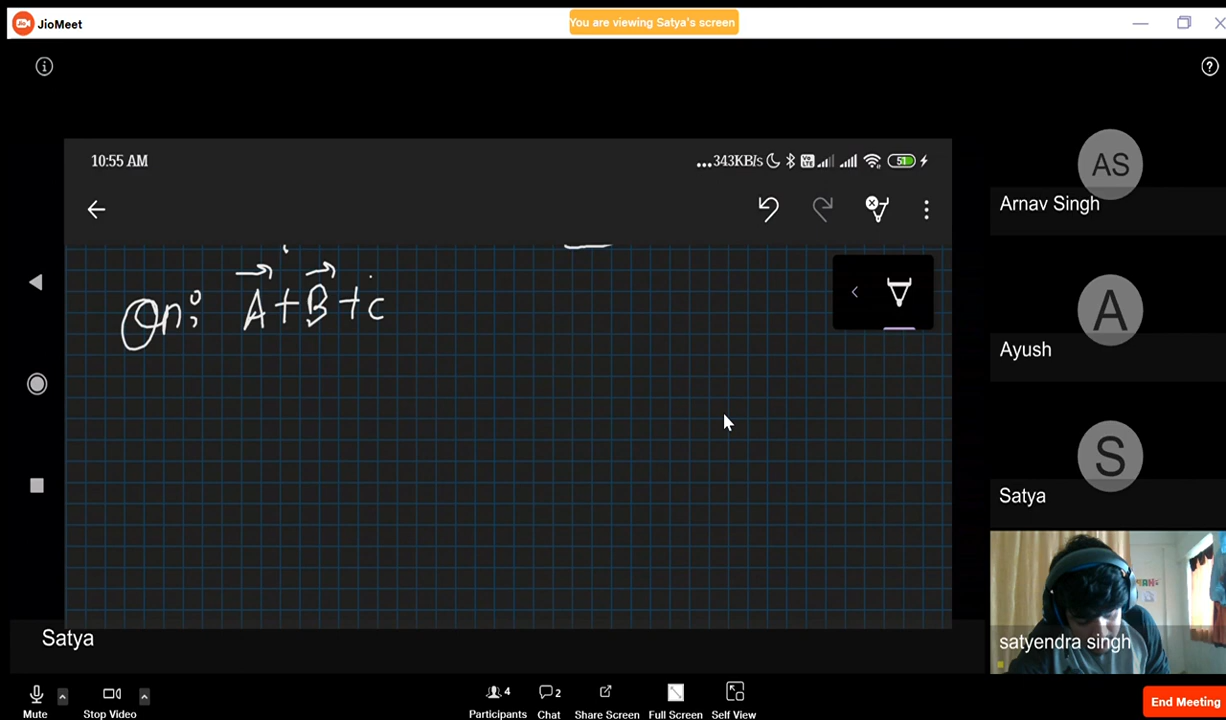 JioMeet
You are viewing Satya's screen
10:55 AM
...343KB/s 51
Qn: A+B+c
AS
Arnav Singh
A
Ayush
S
Satya
satyendra singh
Satya
Mute
Stop Video
4
Participants
2
Chat
Share Screen
Full Screen
Self View
End Meeting